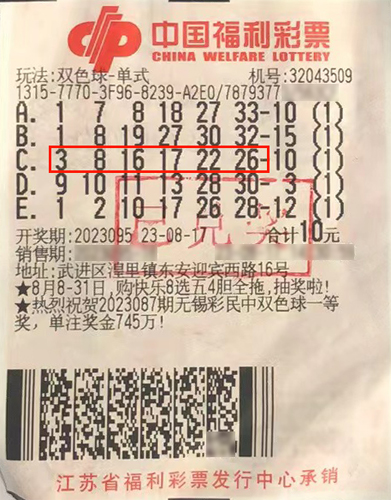 中国福利彩票
CHINA WELFARE LOTTERY
玩法:双色球-单式 机号:32043509
1315-7770-3F96-8239-A2E0/7879377
A. 1 7 8 18 27 33-10 (1)
B. 1 8 19 27 30 32-15 (1)
C. 3 8 16 17 22 26-10 (1)
D. 9 10 11 13 28 30- 3 (1)
E. 1 2 10 17 26 28-12 (1)
已兑奖
开奖期:2023095 23-08-17 合计10元
销售期:
地址:武进区湟里镇东安迎宾西路16号
★8月8-31日,购快乐8选五4胆全拖,抽奖啦!
★热烈祝贺2023087期无锡彩民中双色球一等
奖,单注奖金745万!
江苏省福利彩票发行中心承销